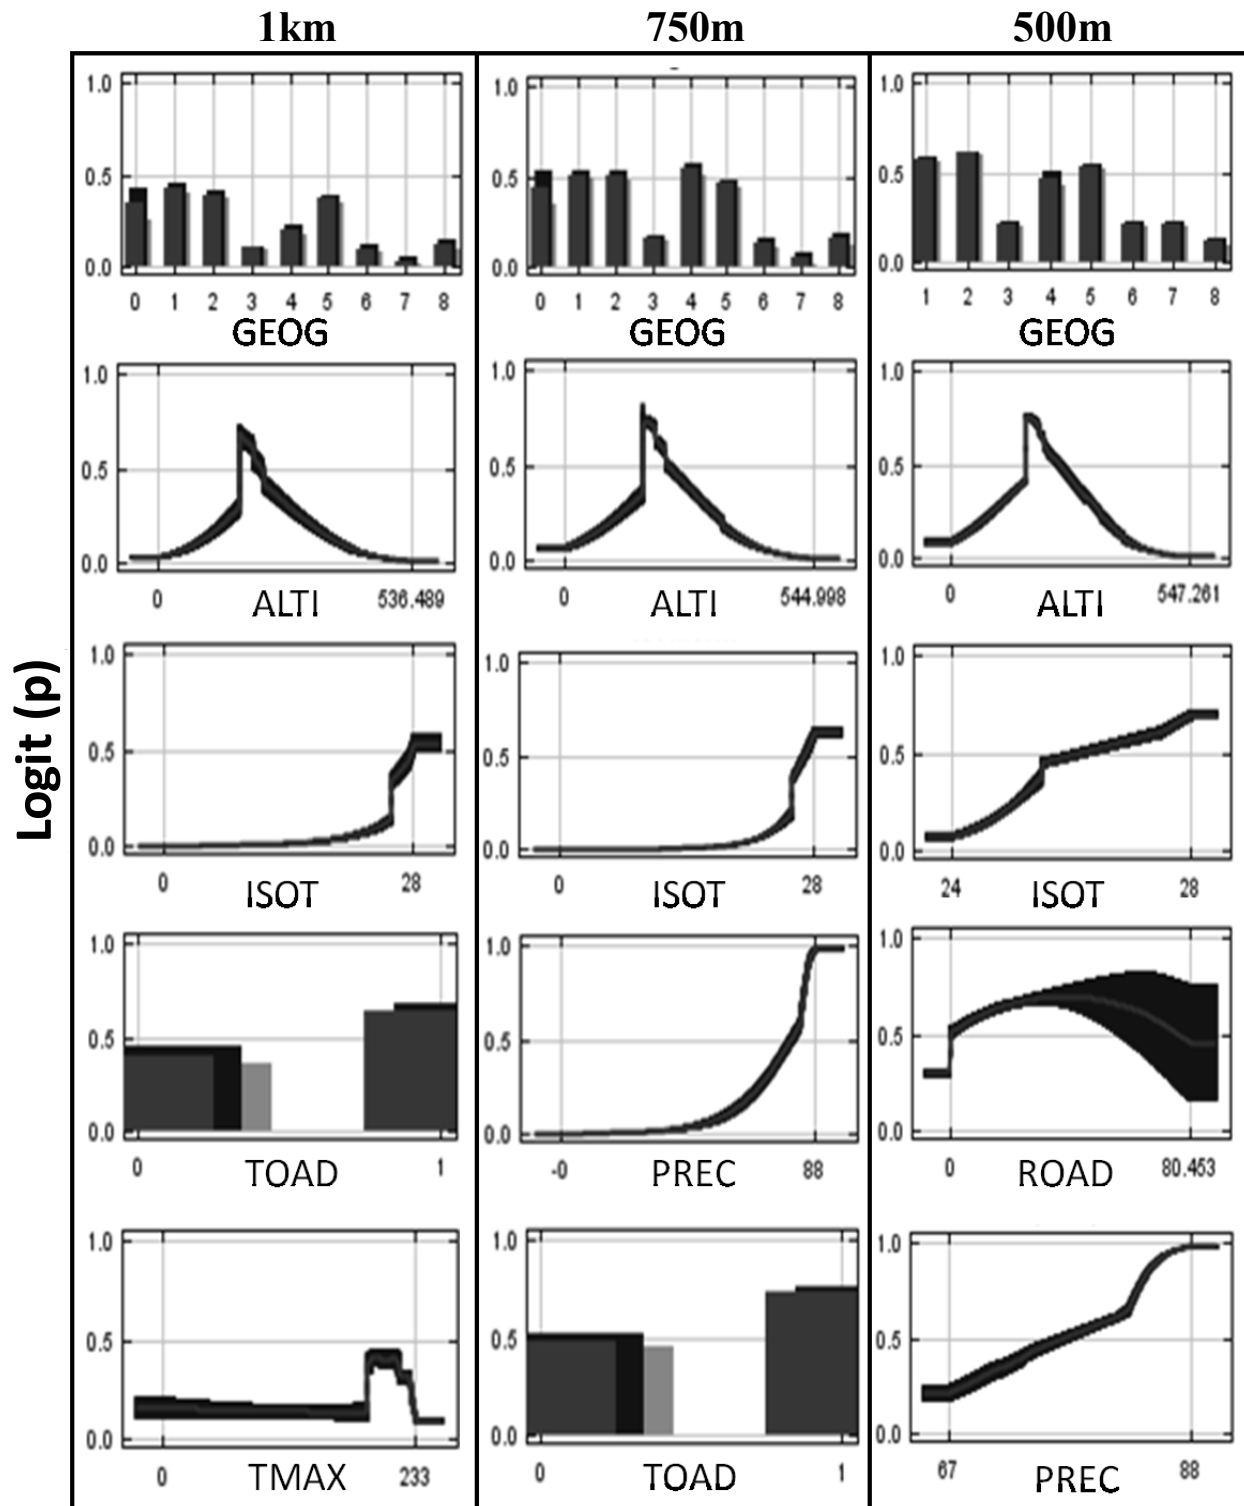 1km 750m 500m
Logit (p)
1.0 1.0 1.0
0.5 0.5 0.5
0.0 0.0 0.0
0 1 2 3 4 5 6 7 8 0 1 2 3 4 5 6 7 8 1 2 3 4 5 6 7 8
GEOG GEOG GEOG
1.0 1.0 1.0
0.5 0.5 0.5
0.0 0.0 0.0
0 ALTI 536.489 0 ALTI 544.998 0 ALTI 547.261
1.0 1.0 1.0
0.5 0.5 0.5
0.0 0.0 0.0
0 ISOT 28 0 ISOT 28 24 ISOT 28
1.0 1.0 1.0
0.5 0.5 0.5
0.0 0.0 0.0
0 TOAD 1 -0 PREC 88 0 ROAD 80.453
1.0 1.0 1.0
0.5 0.5 0.5
0.0 0.0 0.0
0 TMAX 233 0 TOAD 1 67 PREC 88